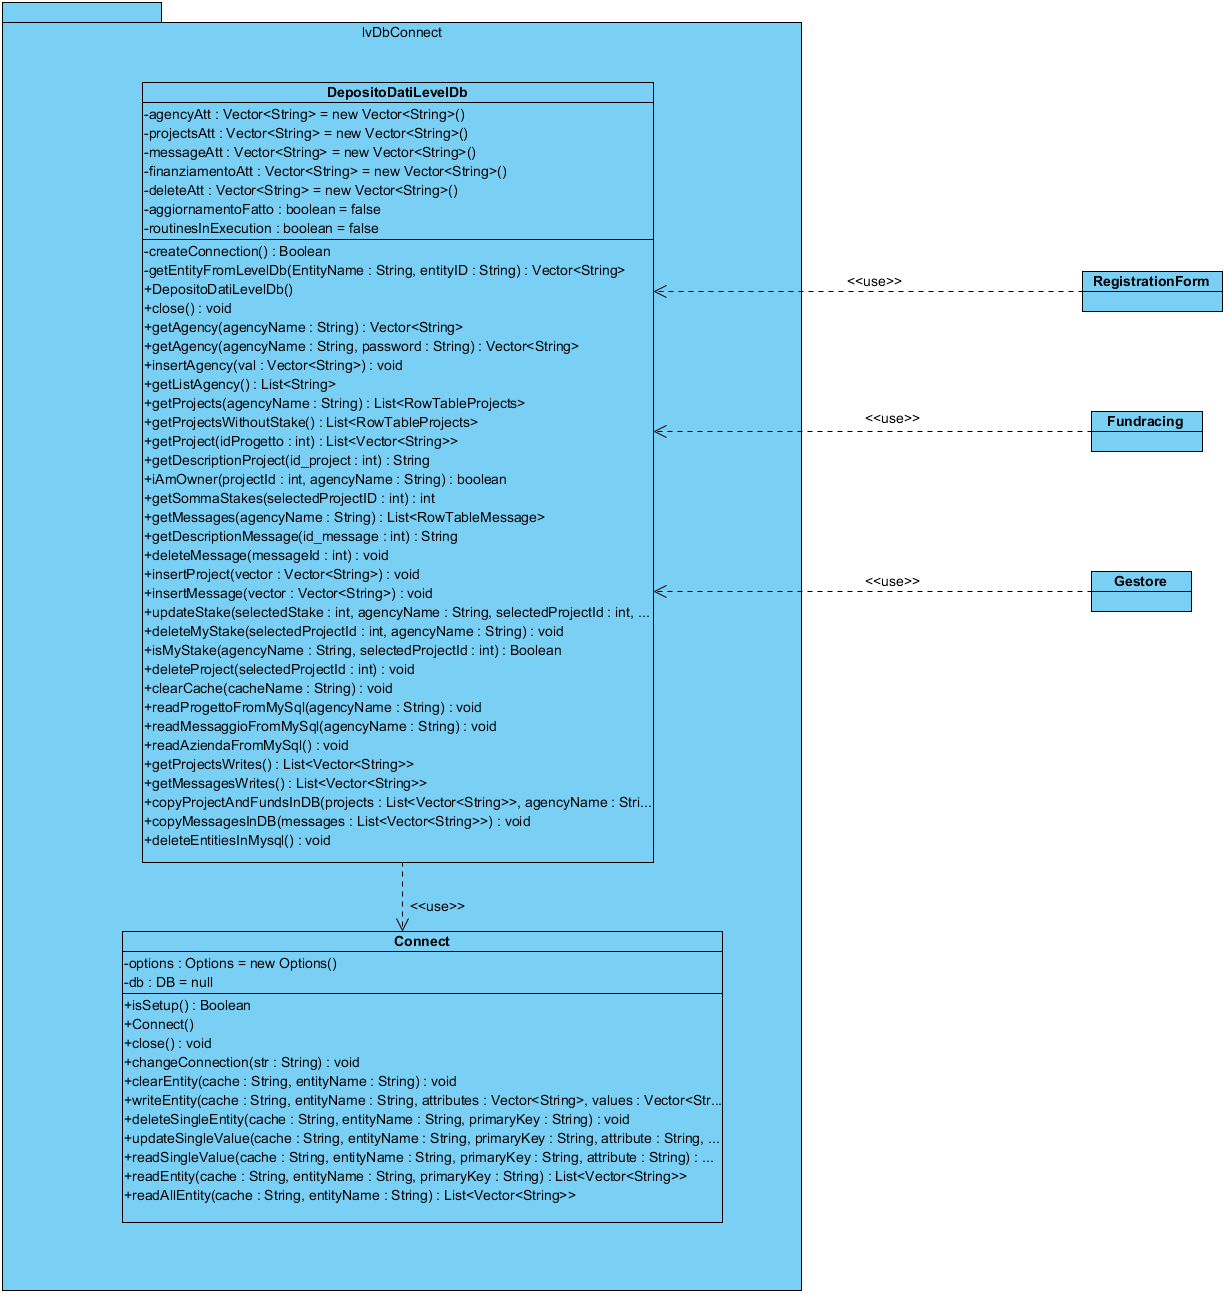 lvDbConnect
DepositoDatiLevelDb
-agencyAtt : Vector<String> = new Vector<String>()
-projectsAtt : Vector<String> = new Vector<String>()
-messageAtt : Vector<String> = new Vector<String>()
-finanziamentoAtt : Vector<String> = new Vector<String>()
-deleteAtt : Vector<String> = new Vector<String>()
-aggiornamentoFatto : boolean = false
-routinesInExecution : boolean = false
-createConnection() : Boolean
-getEntityFromLevelDb(EntityName : String, entityID : String) : Vector<String>
+DepositoDatiLevelDb()
+close() : void
+getAgency(agencyName : String) : Vector<String>
+getAgency(agencyName : String, password : String) : Vector<String>
+insertAgency(val : Vector<String>) : void
+getListAgency() : List<String>
+getProjects(agencyName : String) : List<RowTableProjects>
+getProjectsWithoutStake() : List<RowTableProjects>
+getProject(idProgetto : int) : List<Vector<String>>
+getDescriptionProject(id_project : int) : String
+iAmOwner(projectId : int, agencyName : String) : boolean
+getSommaStakes(selectedProjectID : int) : int
+getMessages(agencyName : String) : List<RowTableMessage>
+getDescriptionMessage(id_message : int) : String
+deleteMessage(messageId : int) : void
+insertProject(vector : Vector<String>) : void
+insertMessage(vector : Vector<String>) : void
+updateStake(selectedStake : int, agencyName : String, selectedProjectId : int, ...
+deleteMyStake(selectedProjectId : int, agencyName : String) : void
+isMyStake(agencyName : String, selectedProjectId : int) : Boolean
+deleteProject(selectedProjectId : int) : void
+clearCache(cacheName : String) : void
+readProgettoFromMySql(agencyName : String) : void
+readMessaggioFromMySql(agencyName : String) : void
+readAziendaFromMySql() : void
+getProjectsWrites() : List<Vector<String>>
+getMessagesWrites() : List<Vector<String>>
+copyProjectAndFundsInDB(projects : List<Vector<String>>, agencyName : Stri...
+copyMessagesInDB(messages : List<Vector<String>>) : void
+deleteEntitiesInMysql() : void
<<use>>
RegistrationForm
<<use>>
Fundracing
<<use>>
Gestore
<<use>>
Connect
-options : Options = new Options()
-db : DB = null
+isSetup() : Boolean
+Connect()
+close() : void
+changeConnection(str : String) : void
+clearEntity(cache : String, entityName : String) : void
+writeEntity(cache : String, entityName : String, attributes : Vector<String>, values : Vector<Str...
+deleteSingleEntity(cache : String, entityName : String, primaryKey : String) : void
+updateSingleValue(cache : String, entityName : String, primaryKey : String, attribute : String, ...
+readSingleValue(cache : String, entityName : String, primaryKey : String, attribute : String) : ...
+readEntity(cache : String, entityName : String, primaryKey : String) : List<Vector<String>>
+readAllEntity(cache : String, entityName : String) : List<Vector<String>>